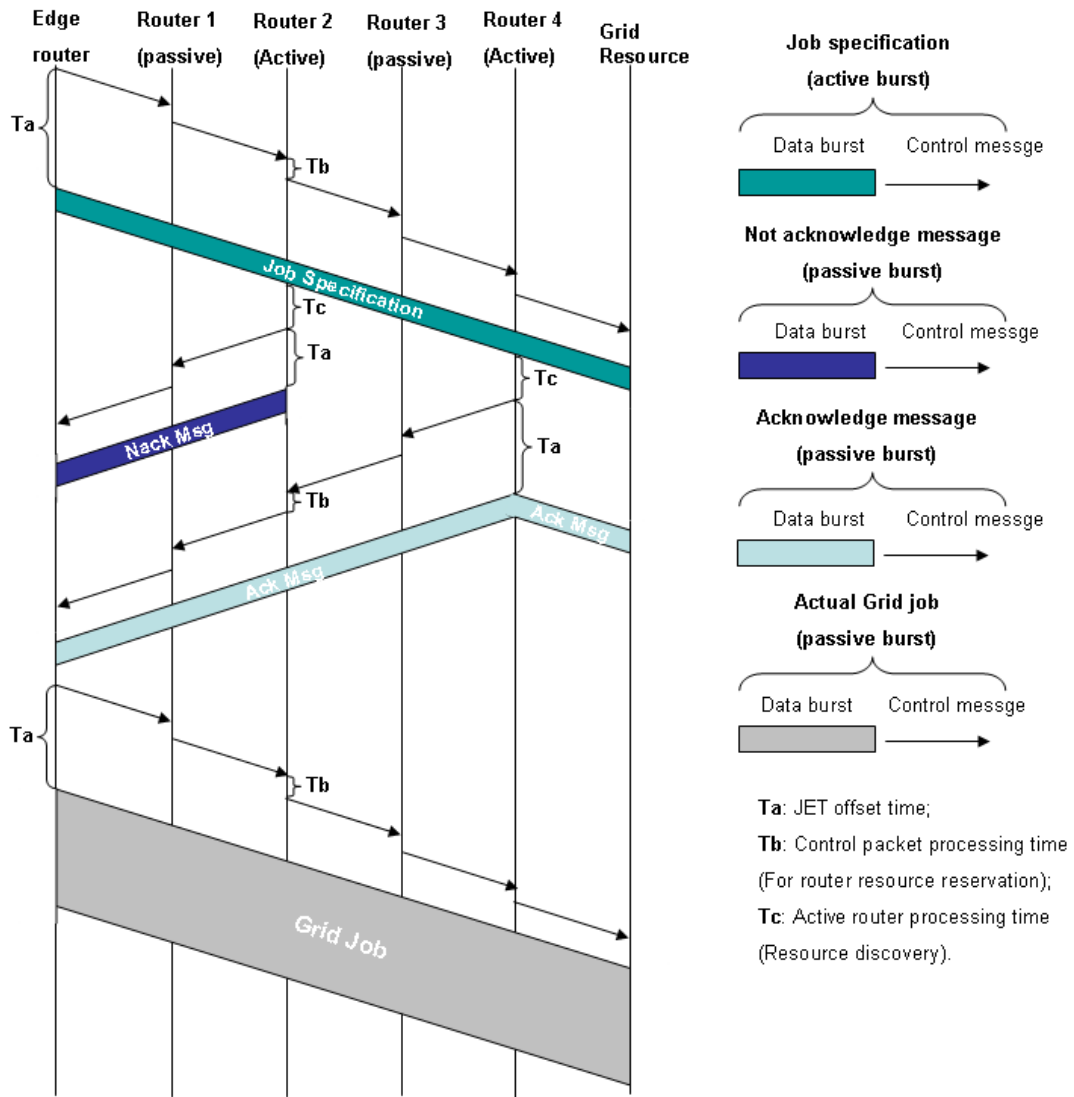 Edge router
Router 1 (passive)
Router 2 (Active)
Router 3 (passive)
Router 4 (Active)
Grid Resource
Ta
Tb
Job Specification
Tc
Ta
Tc
Nack Msg
Ta
Tb
Ack Msg
Ack Msg
Ta
Tb
Grid Job
Job specification
(active burst)
Data burst Control messge
Not acknowledge message
(passive burst)
Data burst Control messge
Acknowledge message
(passive burst)
Data burst Control messge
Actual Grid job
(passive burst)
Data burst Control messge
Ta: JET offset time;
Tb: Control packet processing time
(For router resource reservation);
Tc: Active router processing time
(Resource discovery).